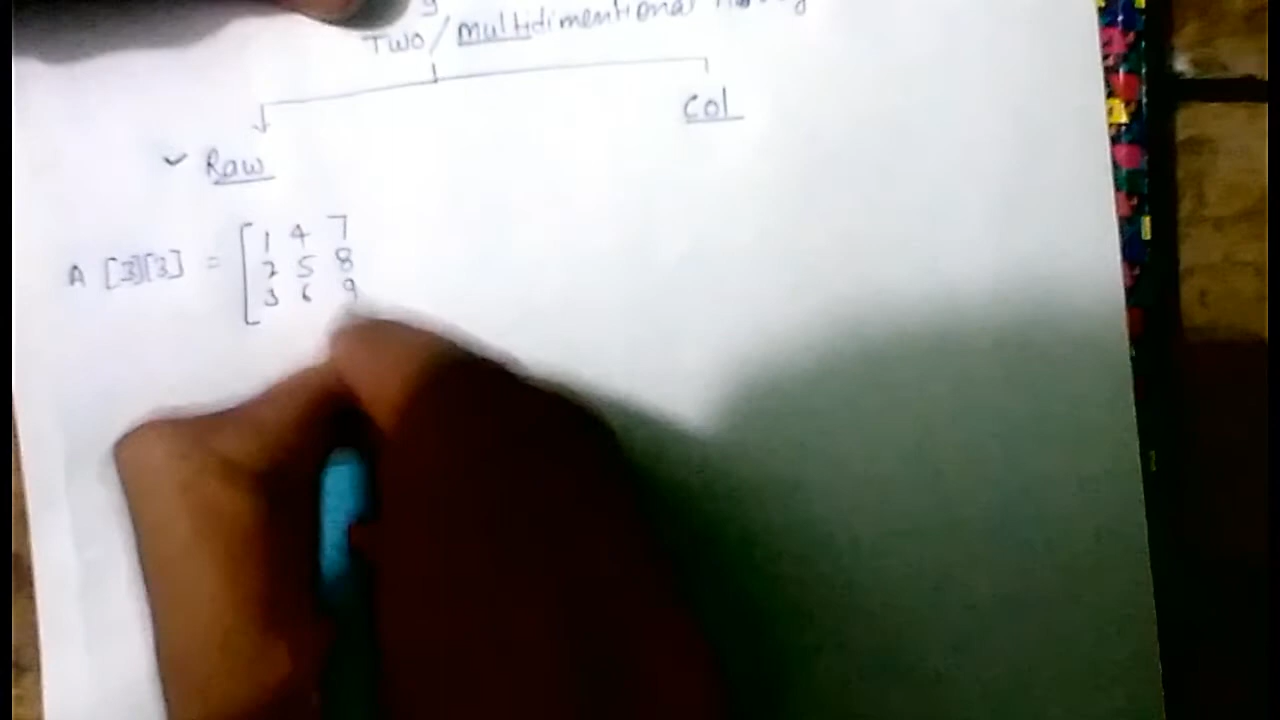 Two/multidimentional
Col
✓ Raw
A [3][3] = [ 1 4 7
2 5 8
3 6 9